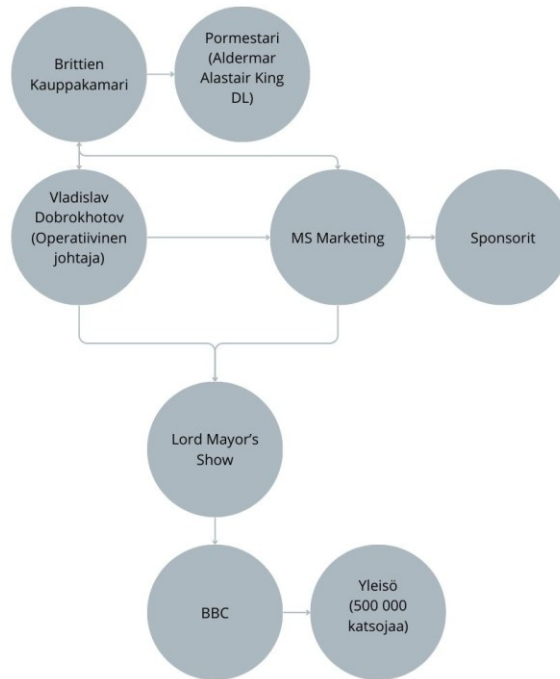 Brittien
Kauppakamari
Pormestari
(Aldermar
Alastair King
DL)
Vladislav
Dobrokhotov
(Operatiivinen
johtaja)
MS Marketing
Sponsorit
Lord Mayor's
Show
BBC
Yleisö
(500 000
katsojaa)